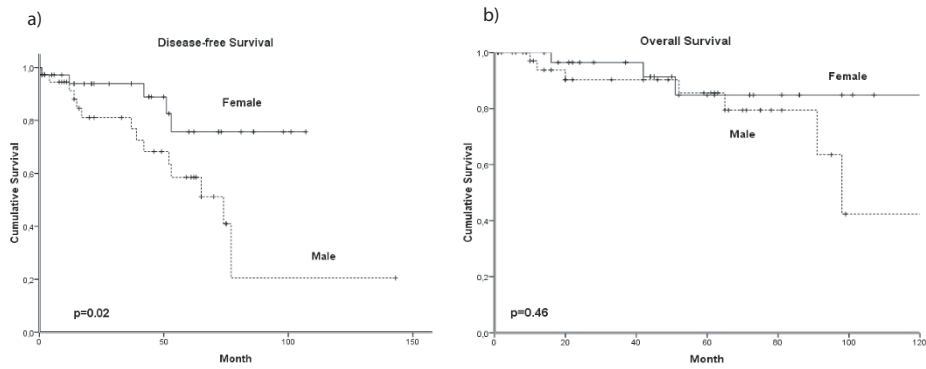 a)
Disease-free Survival
Cumulative Survival
1,0
0,8
0,6
0,4
0,2
0,0
Female
Male
p=0.02
0
50
100
150
Month
b)
Overall Survival
Cumulative Survival
1,0
0,8
0,6
0,4
0,2
0,0
Female
Male
p=0.46
0
20
40
60
80
100
120
Month